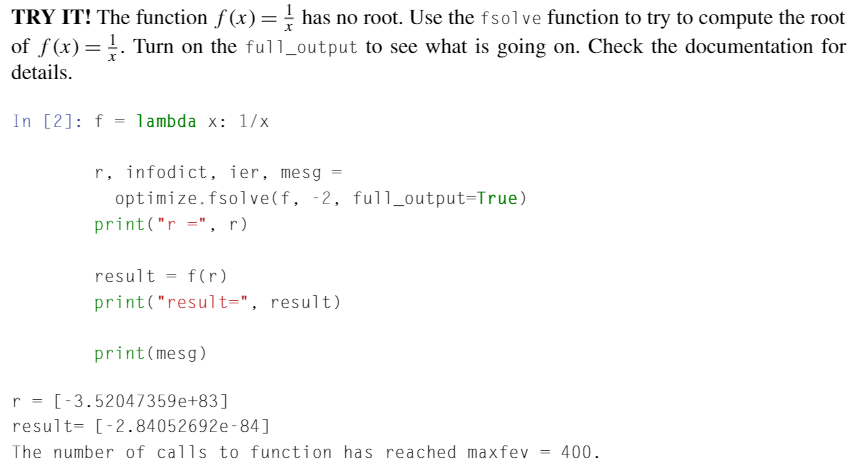 TRY IT! The function f(x) = 1/x has no root. Use the fsolve function to try to compute the root
of f(x) = 1/x. Turn on the full_output to see what is going on. Check the documentation for
details.
In [2]: f = lambda x: 1/x
r, infodict, ier, mesg =
optimize.fsolve(f, -2, full_output=True)
print("r =", r)
result = f(r)
print("result=", result)
print(mesg)
r = [-3.52047359e+83]
result= [-2.84052692e-84]
The number of calls to function has reached maxfev = 400.